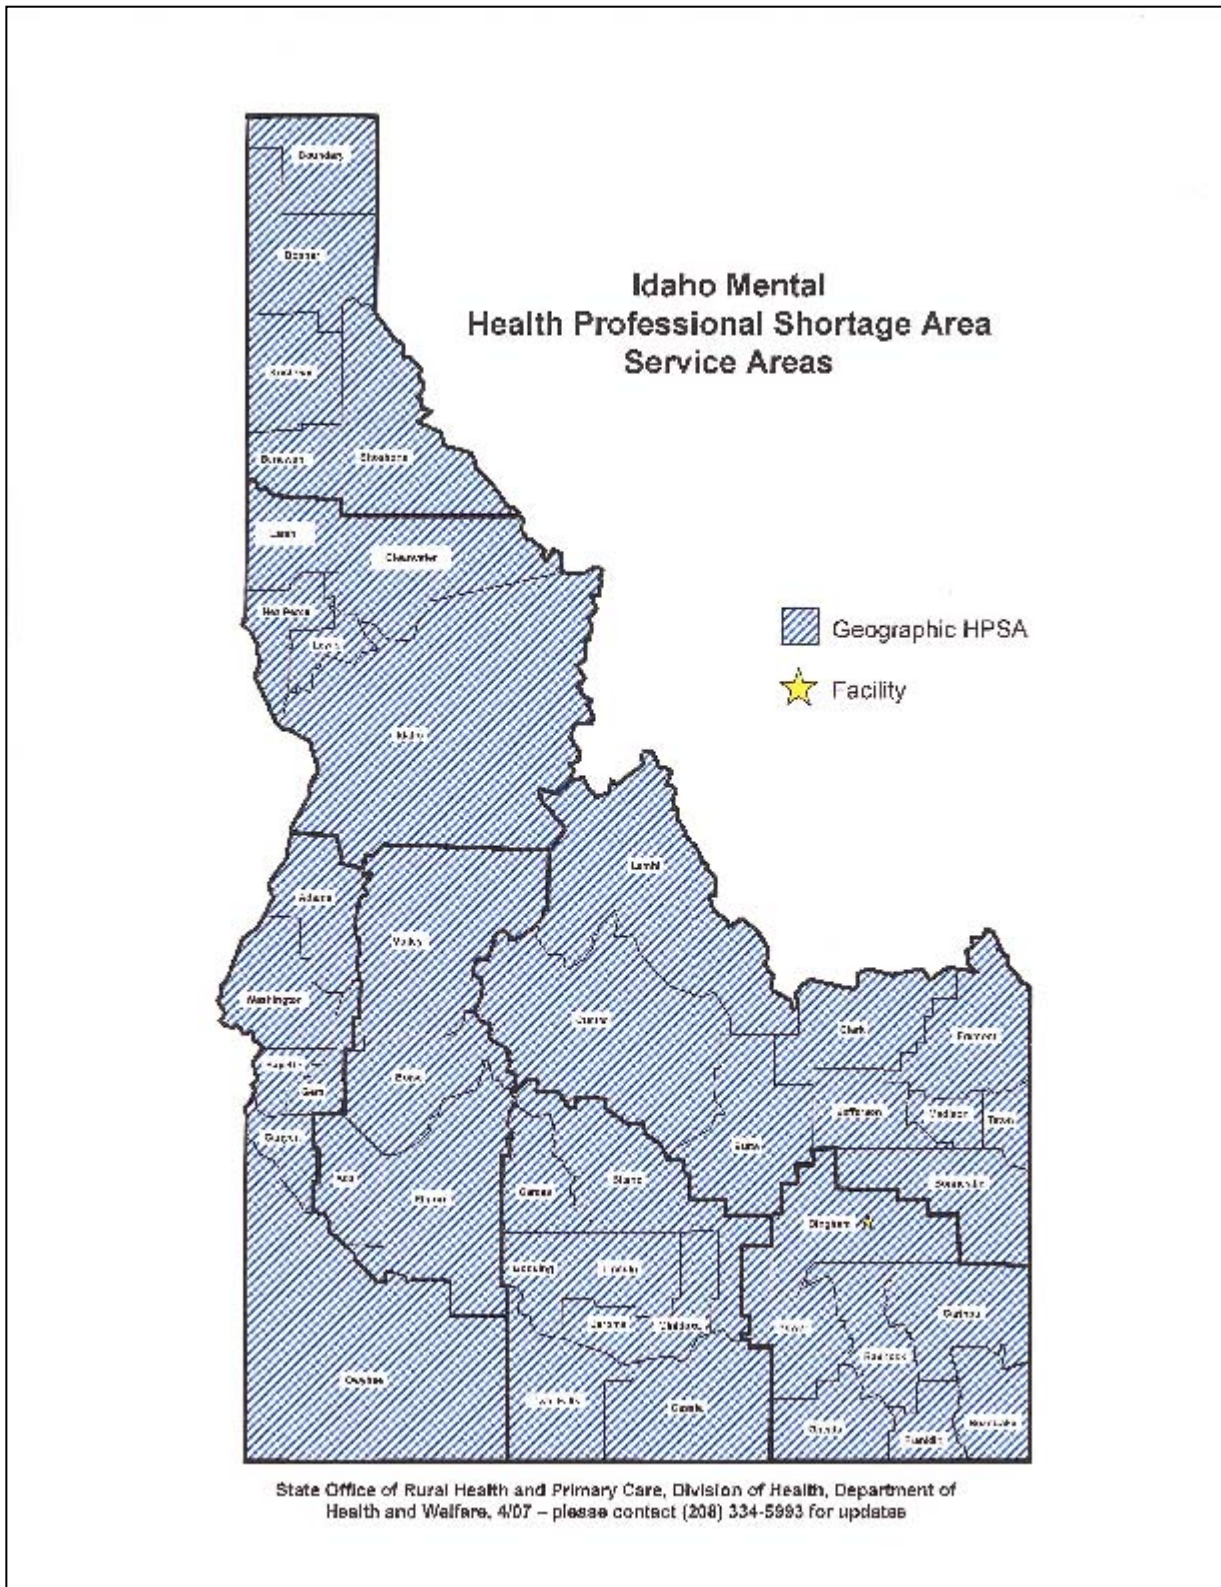 Boundary
Bonner
Idaho Mental
Health Professional Shortage Area
Service Areas
Kootenai
Benewah
Shoshone
Latah
Clearwater
Nez Perce
Lewis
Geographic HPSA
Facility
Idaho
Lemhi
Adams
Valley
Washington
Custer
Clark
Fremont
Payette
Gem
Boise
Jefferson
Madison
Teton
Canyon
Butte
Ada
Elmore
Camas
Blaine
Bonneville
Bingham
Gooding
Lincoln
Jerome
Minidoka
Power
Caribou
Bannock
Owyhee
Twin Falls
Cassia
Oneida
Franklin
Bear Lake
State Office of Rural Health and Primary Care, Division of Health, Department of
Health and Welfare, 4/07 – please contact (208) 334-5993 for updates